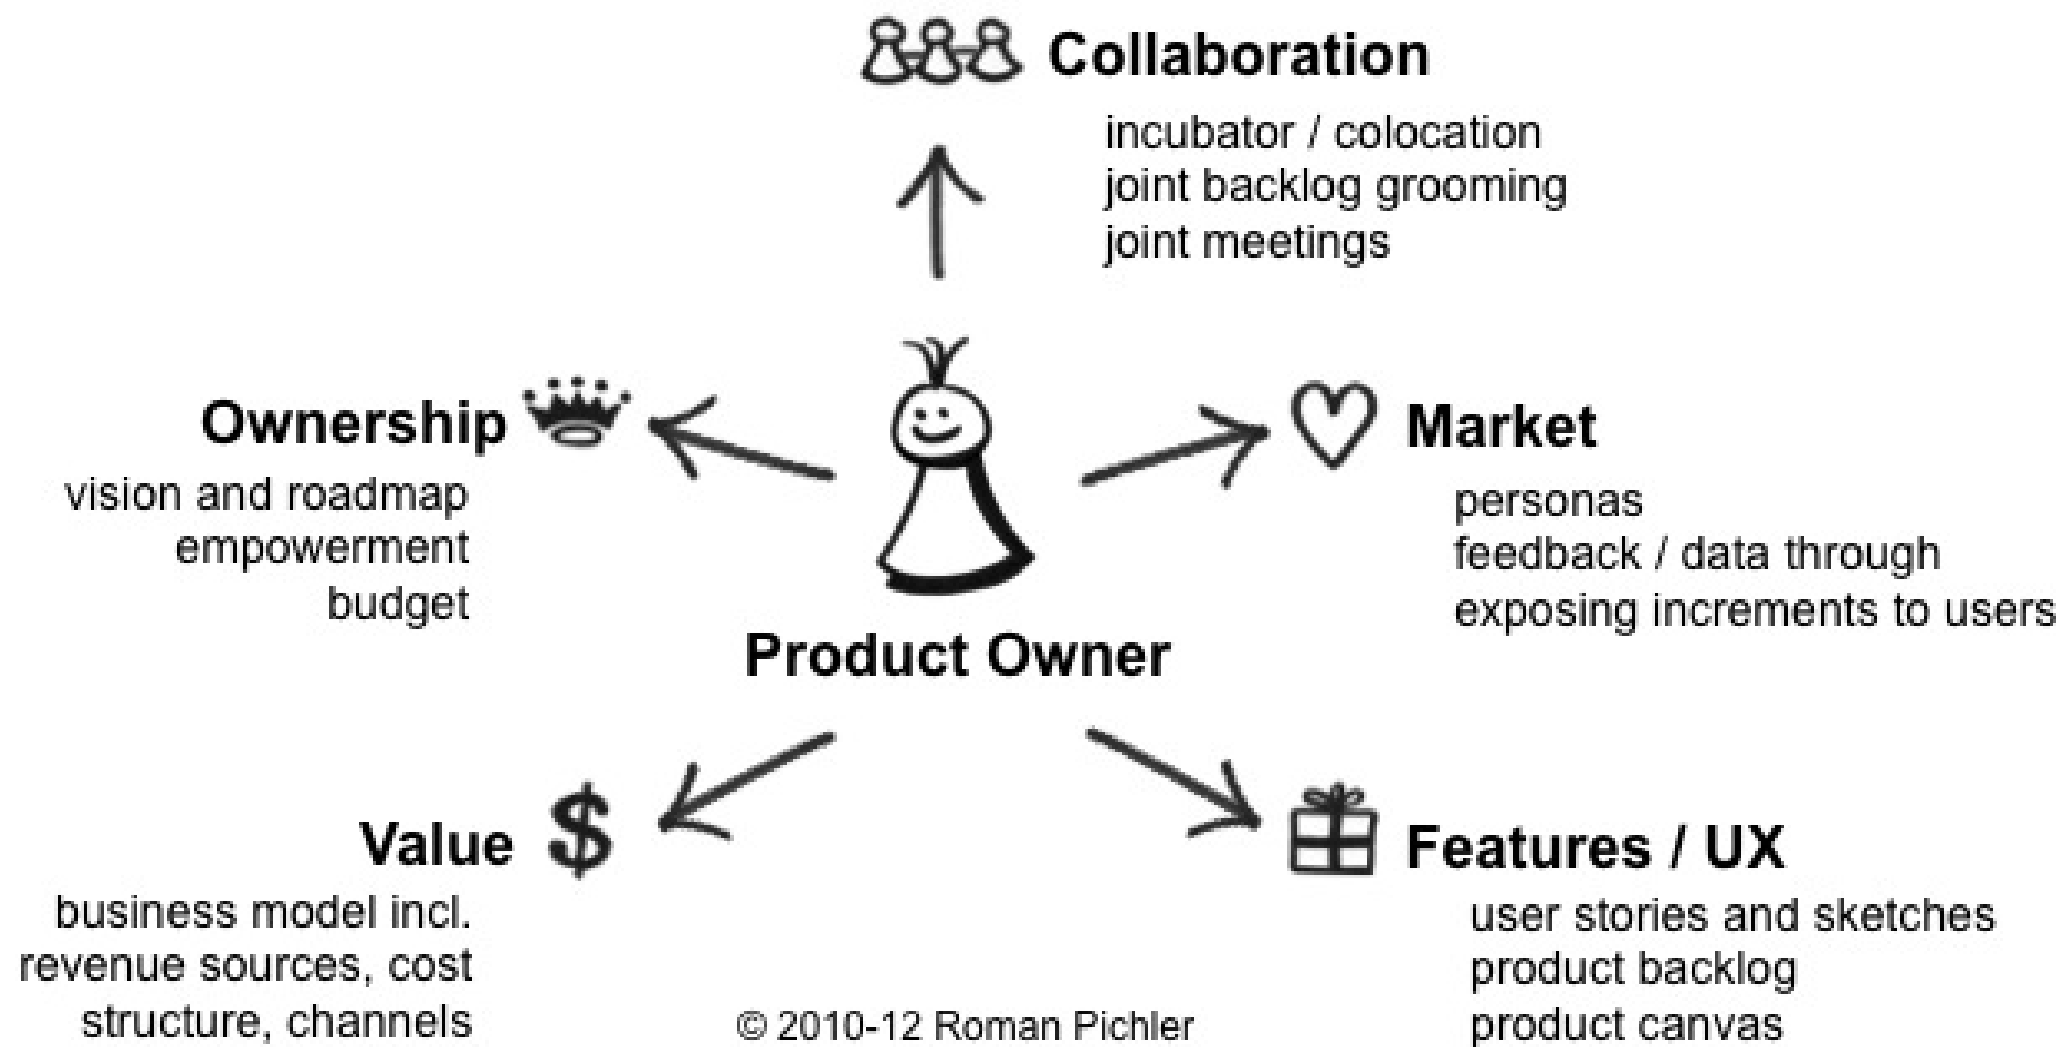 Collaboration
incubator / colocation
joint backlog grooming
joint meetings
Ownership
vision and roadmap
empowerment
budget
Market
personas
feedback / data through
exposing increments to users
Product Owner
Value
$
business model incl.
revenue sources, cost
structure, channels
Features / UX
user stories and sketches
product backlog
product canvas
© 2010-12 Roman Pichler